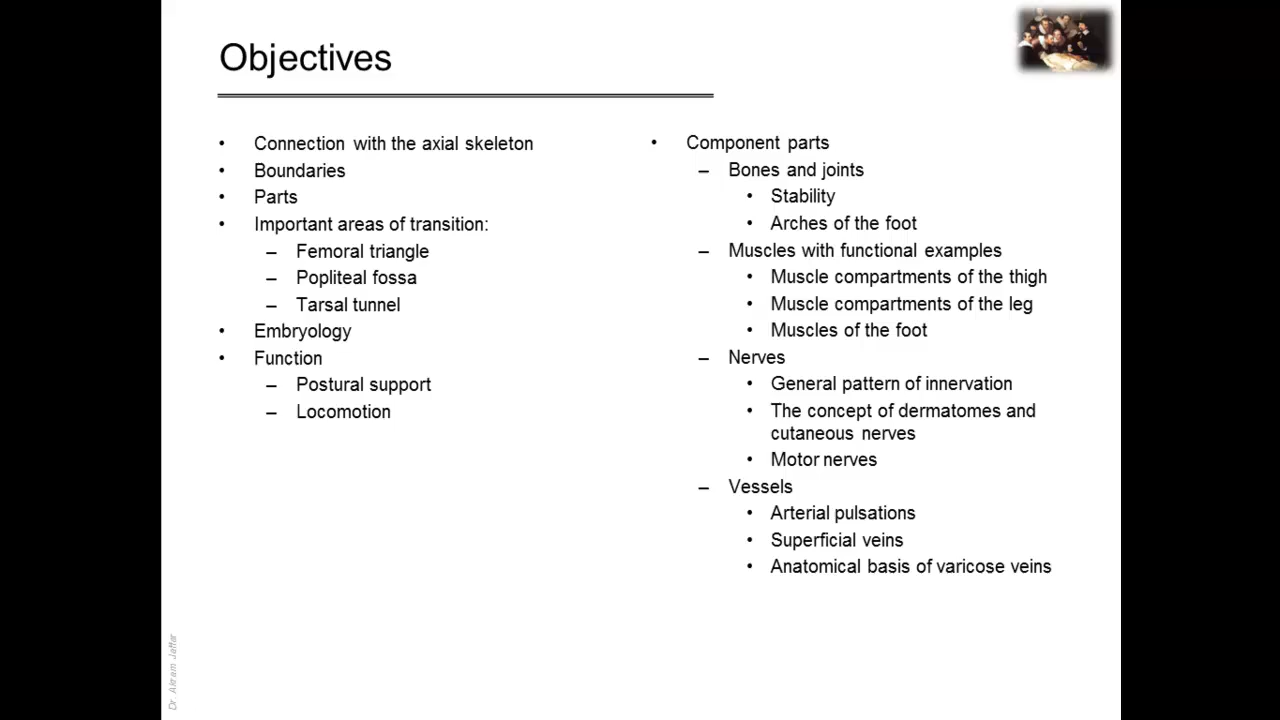 Objectives
• Connection with the axial skeleton
• Boundaries
• Parts
• Important areas of transition:
– Femoral triangle
– Popliteal fossa
– Tarsal tunnel
• Embryology
• Function
– Postural support
– Locomotion
• Component parts
– Bones and joints
• Stability
• Arches of the foot
– Muscles with functional examples
• Muscle compartments of the thigh
• Muscle compartments of the leg
• Muscles of the foot
– Nerves
• General pattern of innervation
• The concept of dermatomes and
cutaneous nerves
• Motor nerves
– Vessels
• Arterial pulsations
• Superficial veins
• Anatomical basis of varicose veins
Dr. Akram Jaffar